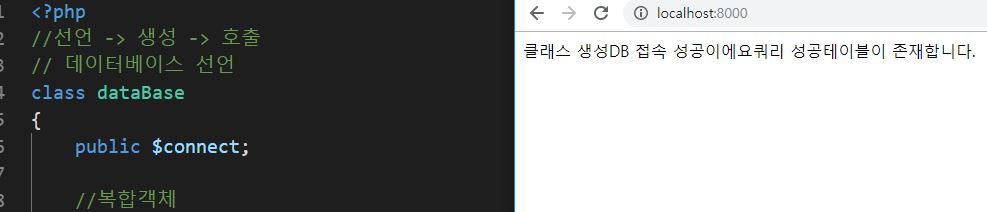 1 <?php
2 //선언 -> 생성 -> 호출
3 // 데이터베이스 선언
4 class dataBase
5 {
6 public $connect;
7
8 //복합객체
localhost:8000
클래스 생성DB 접속 성공이에요쿼리 성공테이블이 존재합니다.